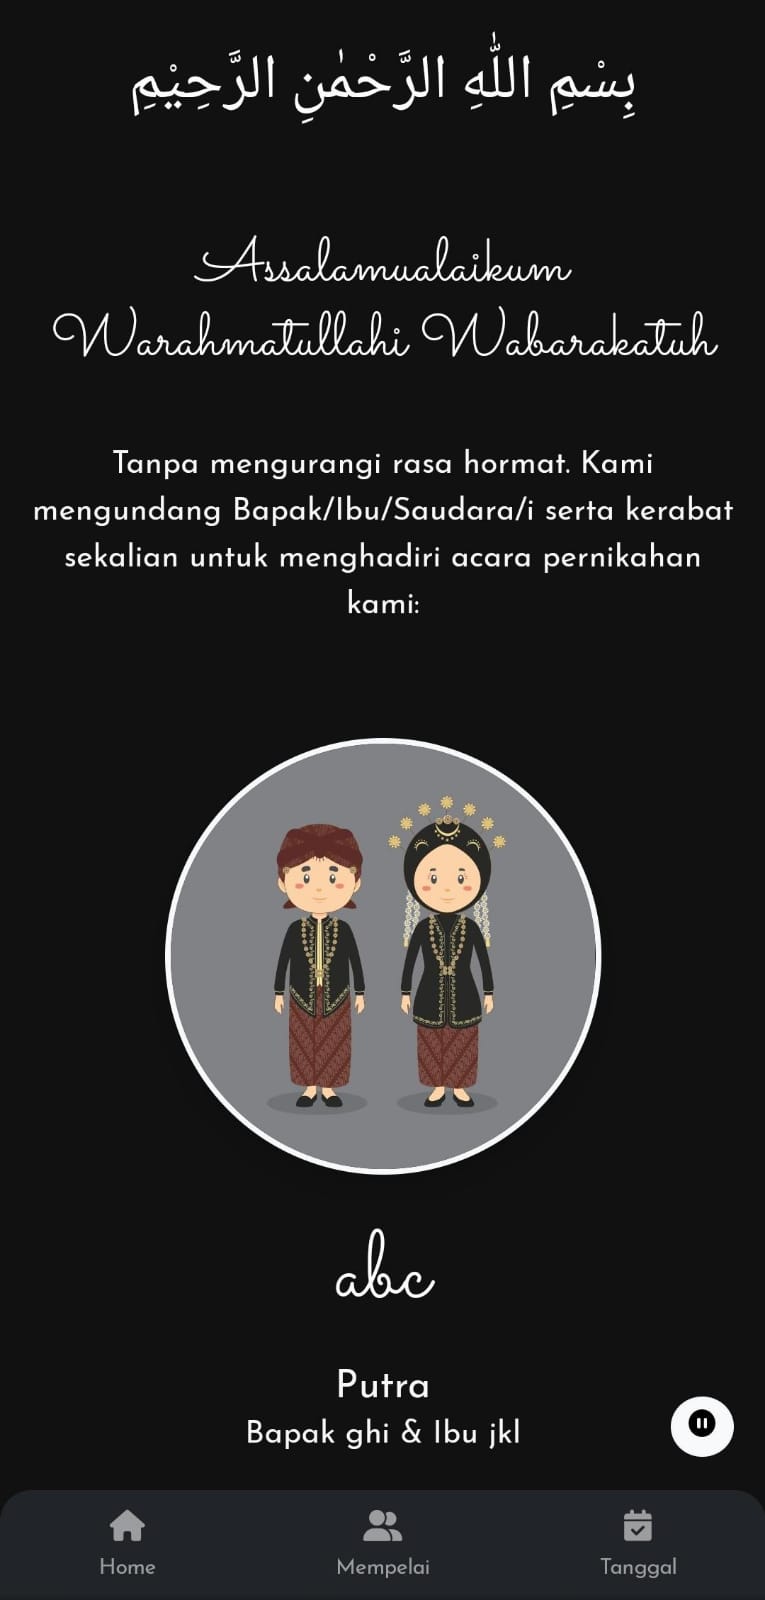 بِسْمِ اللّٰهِ الرَّحْمٰنِ الرَّحِيْمِ
Assalamualaikum
Warahmatullahi Wabarakatuh
Tanpa mengurangi rasa hormat. Kami
mengundang Bapak/Ibu/Saudara/i serta kerabat
sekalian untuk menghadiri acara pernikahan
kami:
abc
Putra
Bapak ghi & Ibu jkl
Home Mempelai Tanggal